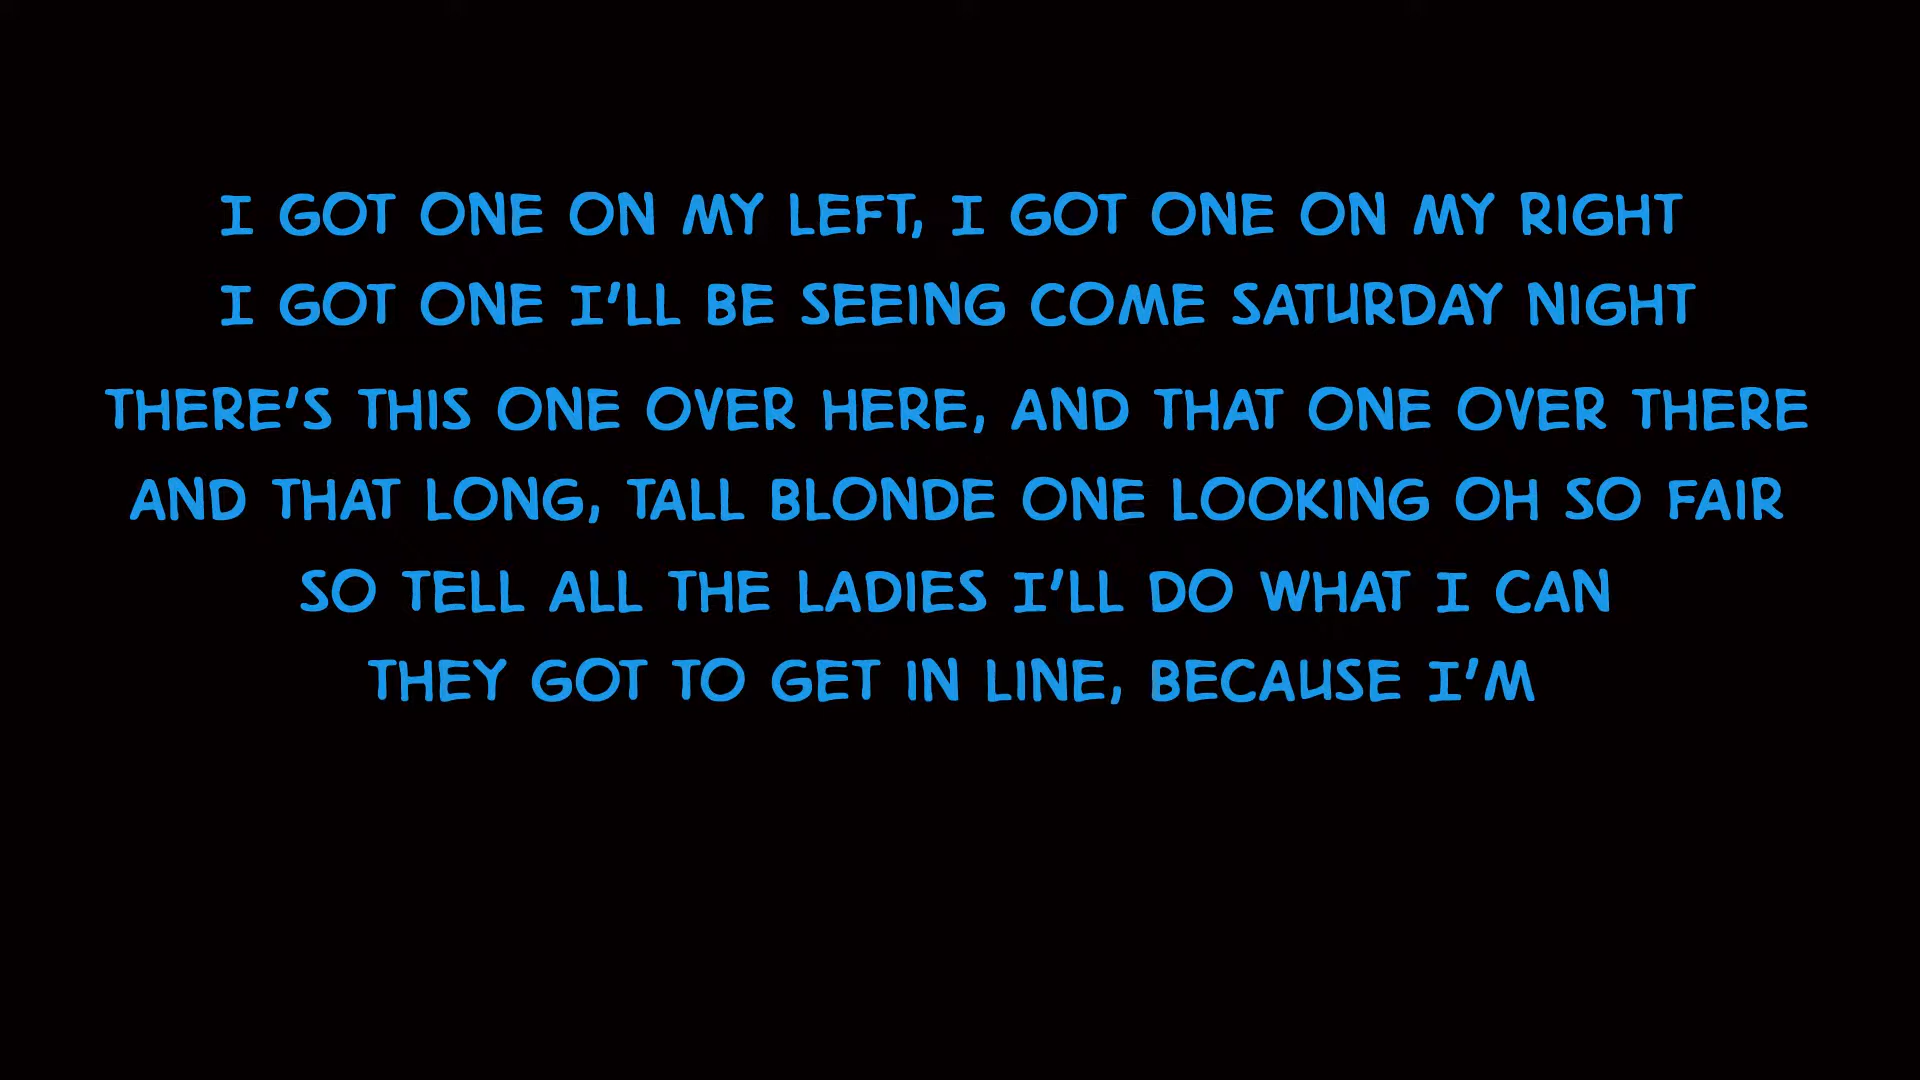 I GOT ONE ON MY LEFT, I GOT ONE ON MY RIGHT
I GOT ONE I'LL BE SEEING COME SATURDAY NIGHT
THERE'S THIS ONE OVER HERE, AND THAT ONE OVER THERE
AND THAT LONG, TALL BLONDE ONE LOOKING OH SO FAIR
SO TELL ALL THE LADIES I'LL DO WHAT I CAN
THEY GOT TO GET IN LINE, BECAUSE I'M